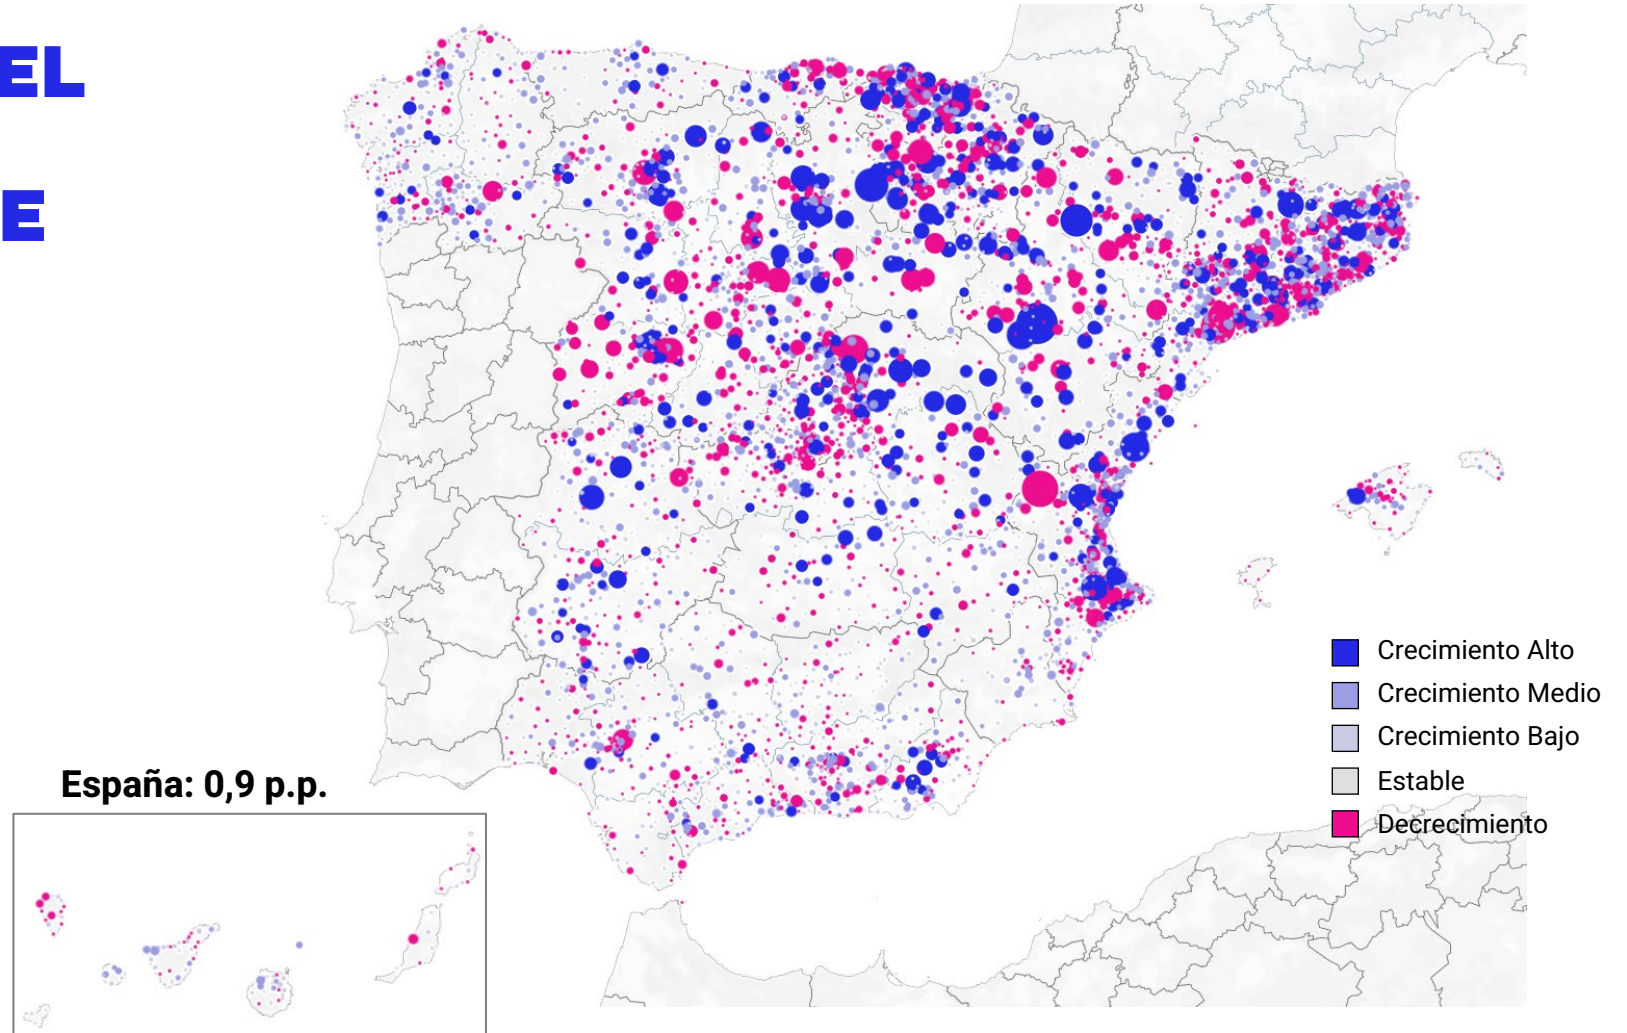 EL
E
Crecimiento Alto
Crecimiento Medio
Crecimiento Bajo
Estable
Decrecimiento
España: 0,9 p.p.